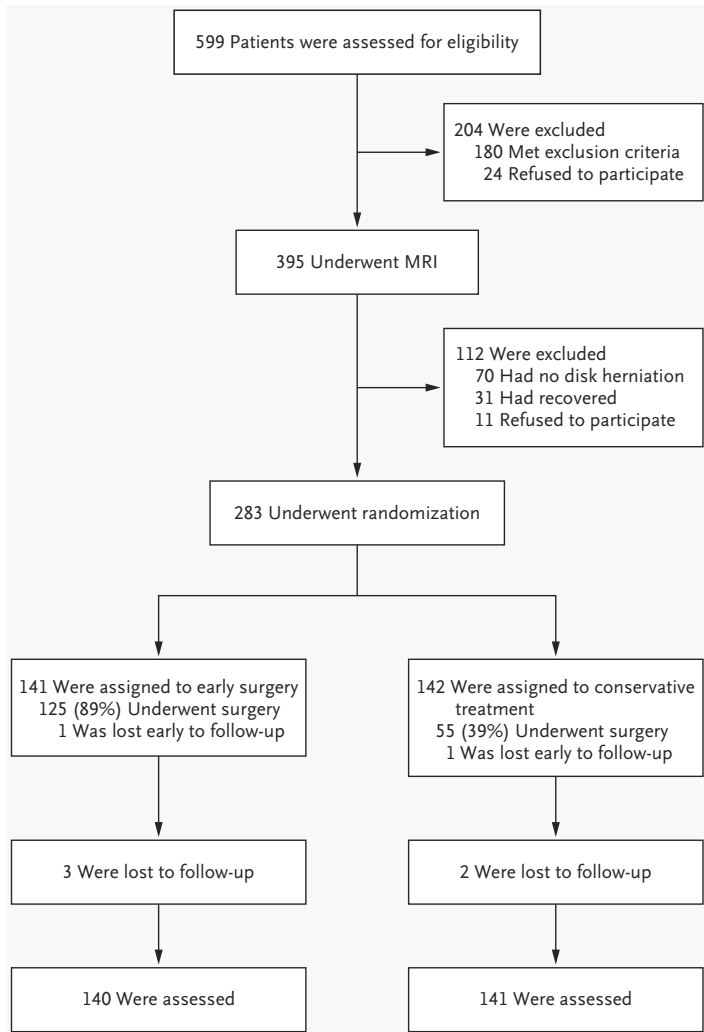 599 Patients were assessed for eligibility
204 Were excluded
180 Met exclusion criteria
24 Refused to participate
395 Underwent MRI
112 Were excluded
70 Had no disk herniation
31 Had recovered
11 Refused to participate
283 Underwent randomization
141 Were assigned to early surgery
125 (89%) Underwent surgery
1 Was lost early to follow-up
142 Were assigned to conservative
treatment
55 (39%) Underwent surgery
1 Was lost early to follow-up
3 Were lost to follow-up
2 Were lost to follow-up
140 Were assessed
141 Were assessed